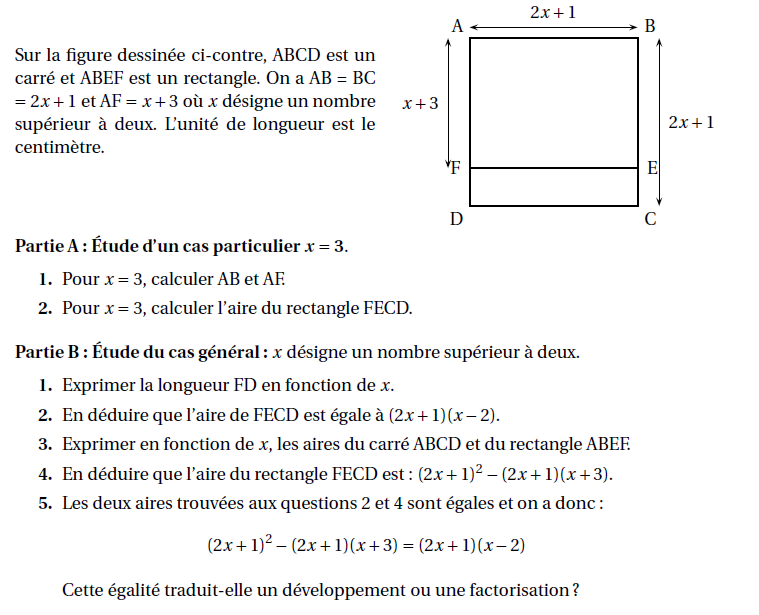 2x + 1
A B
Sur la figure dessinée ci-contre, ABCD est un
carré et ABEF est un rectangle. On a AB = BC
= 2x + 1 et AF = x + 3 où x désigne un nombre
supérieur à deux. L'unité de longueur est le
centimètre.
x + 3
2x + 1
F E
D C
Partie A : Étude d'un cas particulier x = 3.
1. Pour x = 3, calculer AB et AF.
2. Pour x = 3, calculer l'aire du rectangle FECD.
Partie B : Étude du cas général : x désigne un nombre supérieur à deux.
1. Exprimer la longueur FD en fonction de x.
2. En déduire que l'aire de FECD est égale à (2x + 1)(x − 2).
3. Exprimer en fonction de x, les aires du carré ABCD et du rectangle ABEF.
4. En déduire que l'aire du rectangle FECD est : (2x + 1)² − (2x + 1)(x + 3).
5. Les deux aires trouvées aux questions 2 et 4 sont égales et on a donc :
(2x + 1)² − (2x + 1)(x + 3) = (2x + 1)(x − 2)
Cette égalité traduit-elle un développement ou une factorisation ?